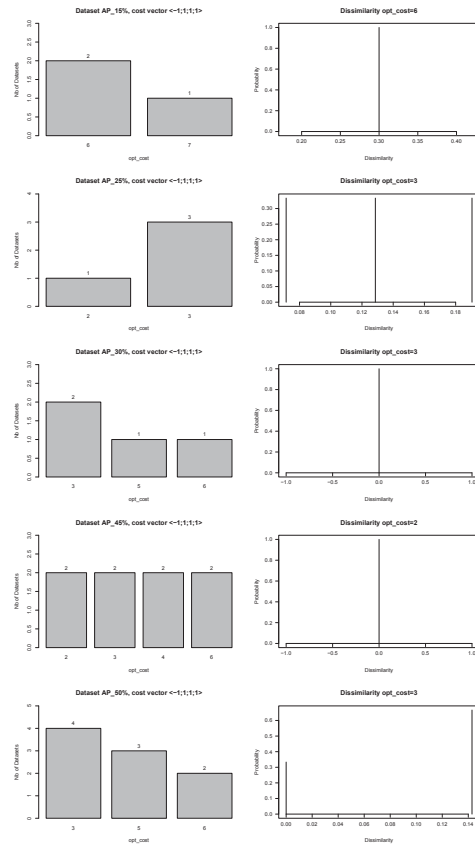 Dataset AP_15%, cost vector <−1;1;1;1>
Nb of Datasets
0.0 0.5 1.0 1.5 2.0 2.5 3.0
2
1
6 7
opt_cost
Dissimilarity opt_cost=6
Probability
0.0 0.2 0.4 0.6 0.8 1.0
0.20 0.25 0.30 0.35 0.40
Dissimilarity
Dataset AP_25%, cost vector <−1;1;1;1>
Nb of Datasets
0 1 2 3 4
1
3
2 3
opt_cost
Dissimilarity opt_cost=3
Probability
0.00 0.05 0.10 0.15 0.20 0.25 0.30
0.08 0.10 0.12 0.14 0.16 0.18
Dissimilarity
Dataset AP_30%, cost vector <−1;1;1;1>
Nb of Datasets
0.0 0.5 1.0 1.5 2.0 2.5 3.0
2
1 1
3 5 6
opt_cost
Dissimilarity opt_cost=3
Probability
0.0 0.2 0.4 0.6 0.8 1.0
−1.0 −0.5 0.0 0.5 1.0
Dissimilarity
Dataset AP_45%, cost vector <−1;1;1;1>
Nb of Datasets
0.0 0.5 1.0 1.5 2.0 2.5 3.0
2 2 2 2
2 3 4 6
opt_cost
Dissimilarity opt_cost=2
Probability
0.0 0.2 0.4 0.6 0.8 1.0
−1.0 −0.5 0.0 0.5 1.0
Dissimilarity
Dataset AP_50%, cost vector <−1;1;1;1>
Nb of Datasets
0 1 2 3 4 5
4
3
2
3 5 6
opt_cost
Dissimilarity opt_cost=3
Probability
0.0 0.1 0.2 0.3 0.4 0.5 0.6
0.00 0.02 0.04 0.06 0.08 0.10 0.12 0.14
Dissimilarity